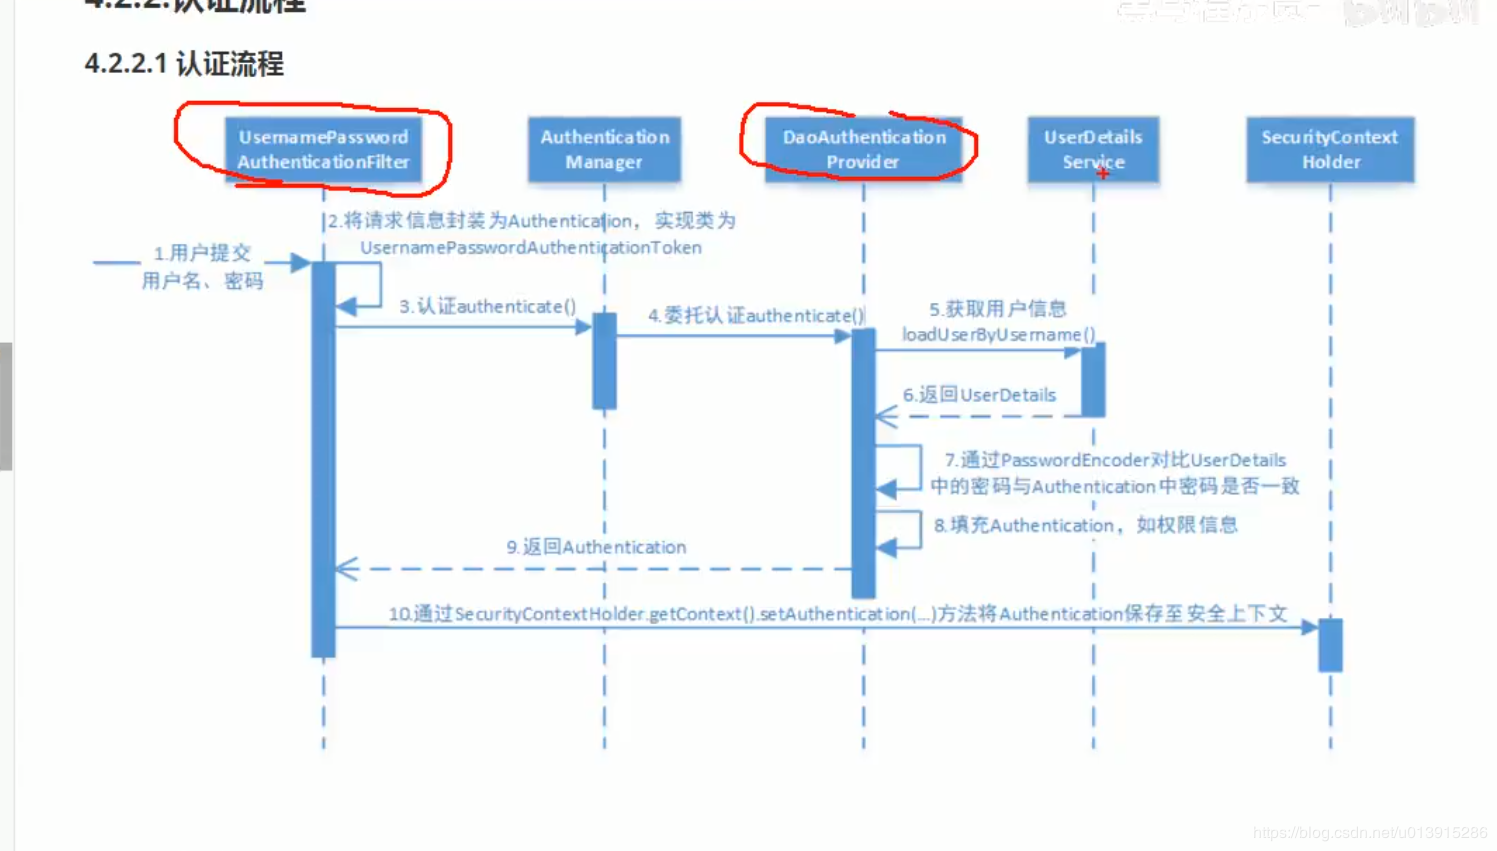 4.2.2.认证流程
4.2.2.1 认证流程
UsernamePassword
AuthenticationFilter
Authentication
Manager
DaoAuthentication
Provider
UserDetails
Service
SecurityContext
Holder
1.用户提交
用户名、密码
2.将请求信息封装为Authentication，实现类为
UsernamePasswordAuthenticationToken
3.认证authenticate()
4.委托认证authenticate()
5.获取用户信息
loadUserByUsername()
6.返回UserDetails
7.通过PasswordEncoder对比UserDetails
中的密码与Authentication中密码是否一致
8.填充Authentication，如权限信息
9.返回Authentication
10.通过SecurityContextHolder.getContext().setAuthentication(...)方法将Authentication保存至安全上下文
https://blog.csdn.net/u013915286